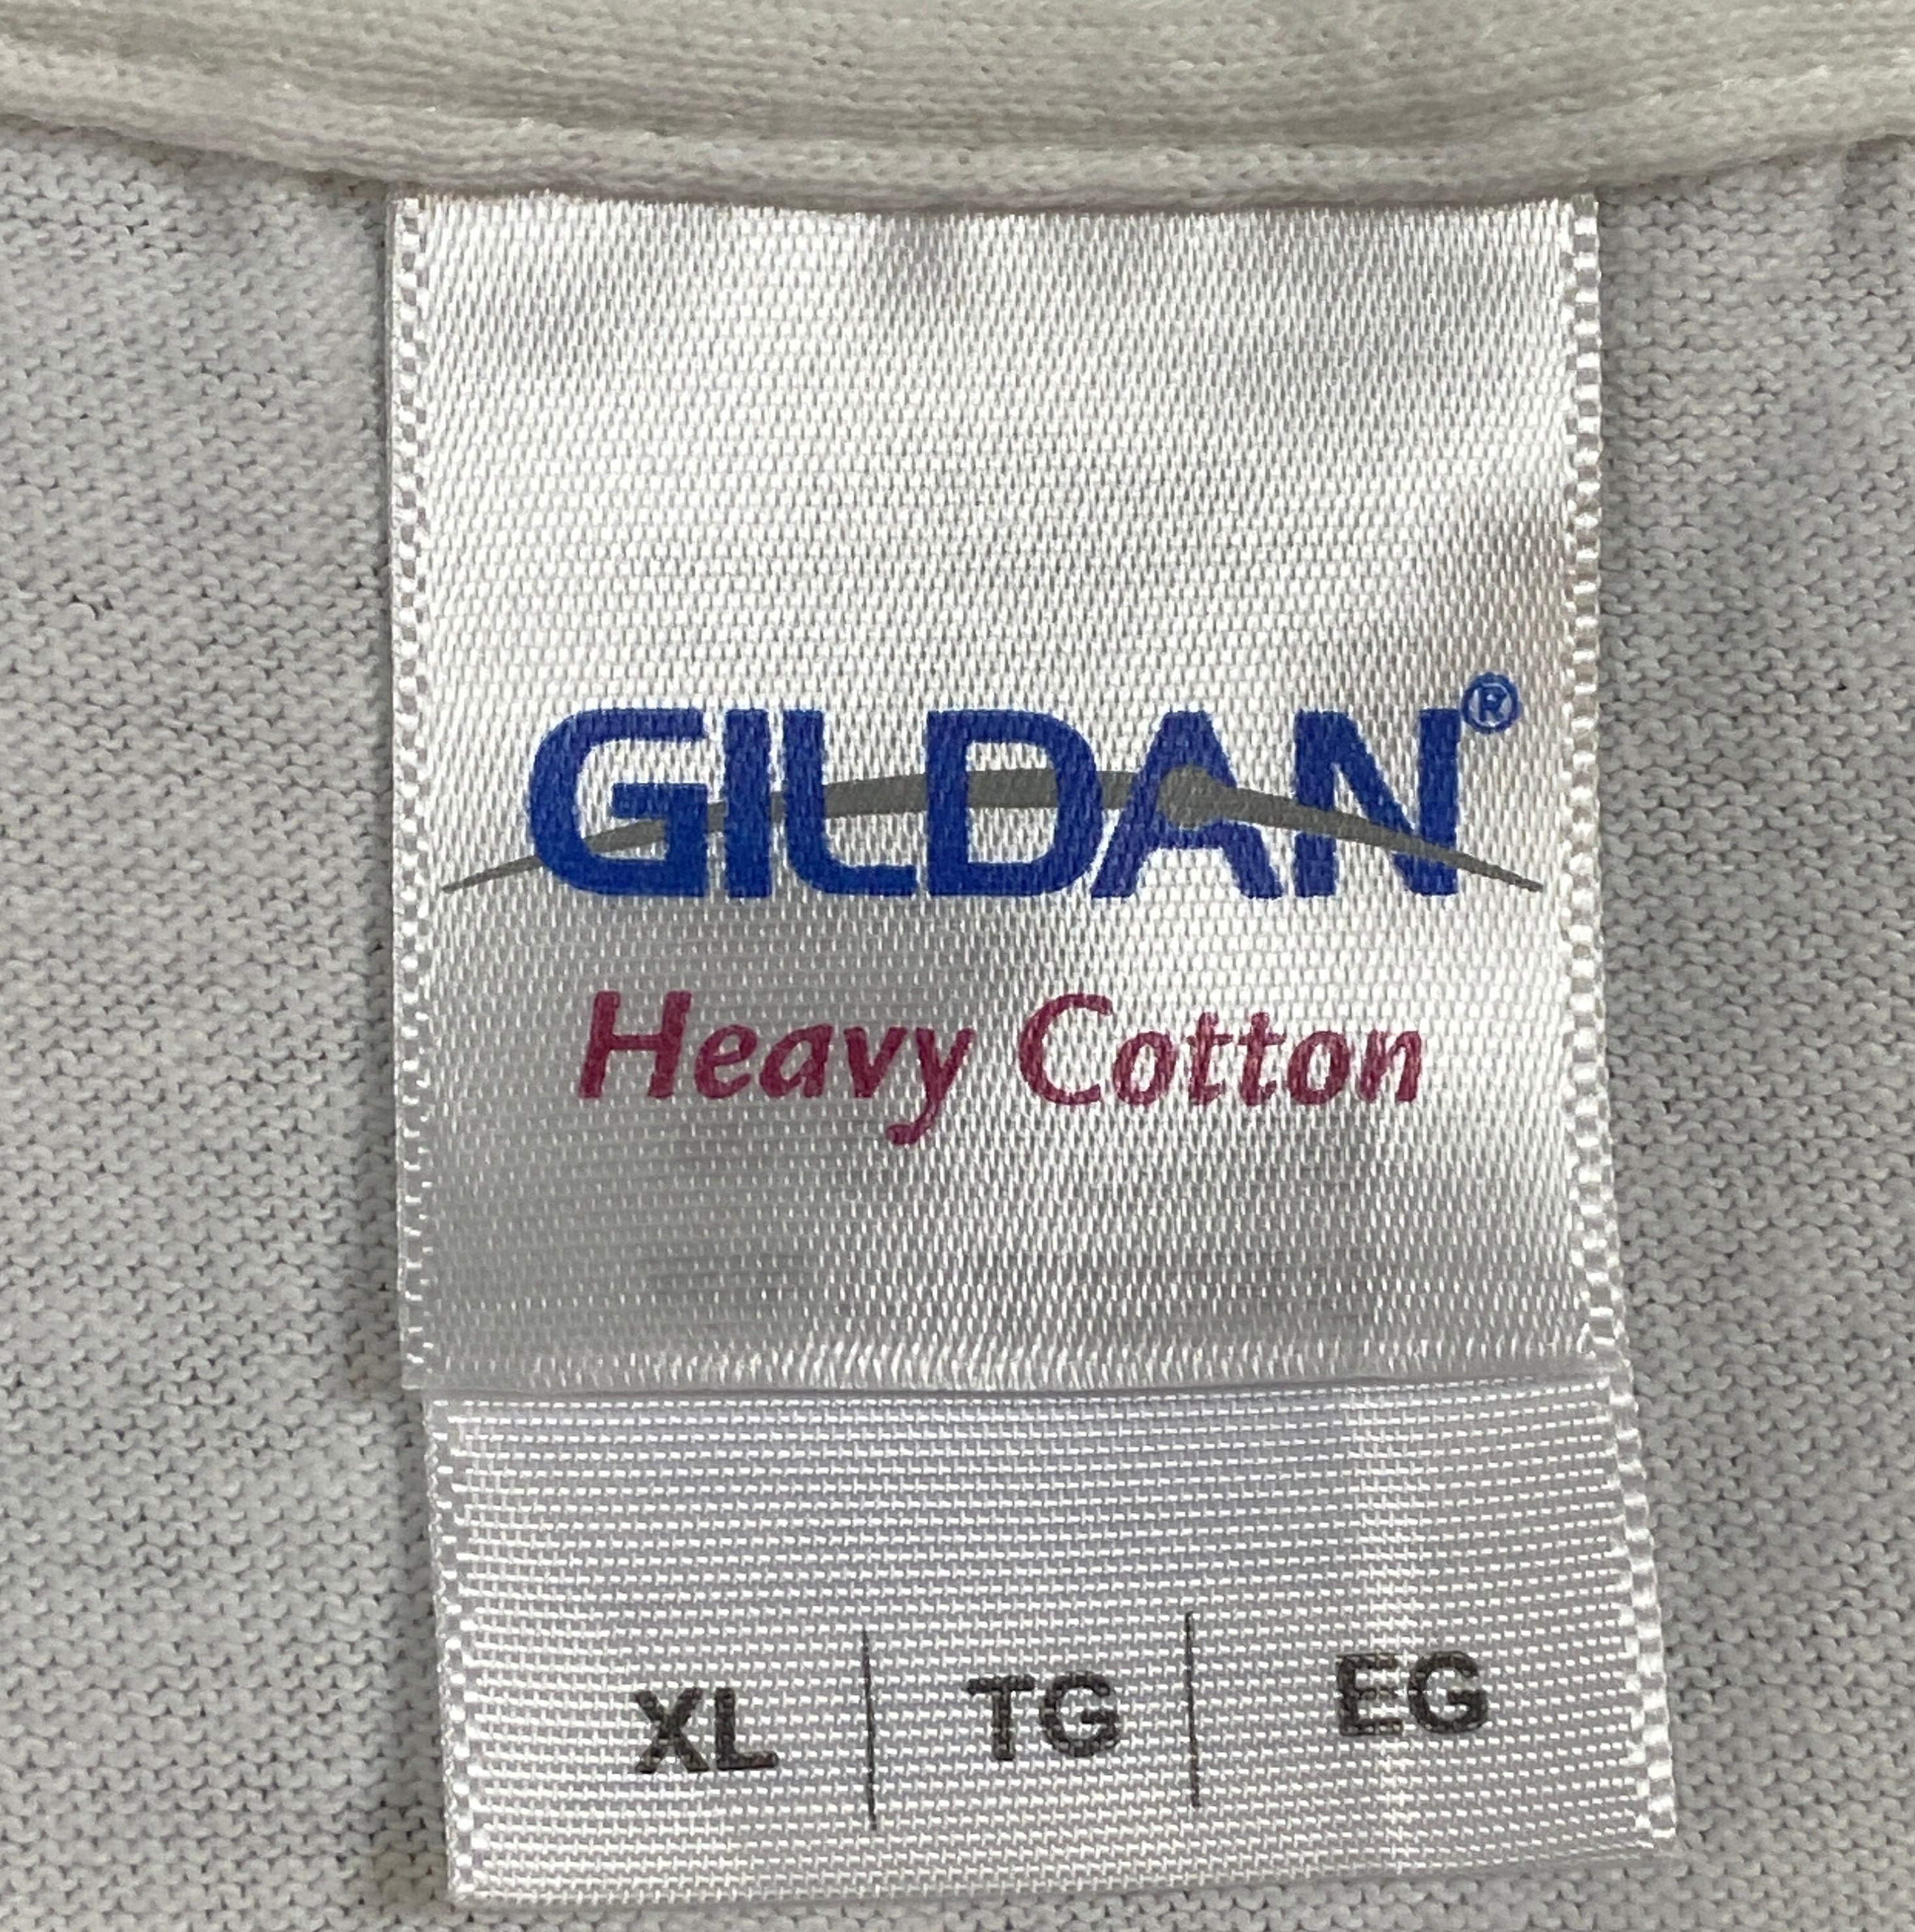 GILDAN®
Heavy Cotton
XL | TG | EG